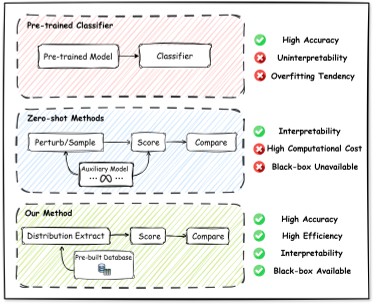 Pre-trained Classifier
Pre-trained Model
Classifier
High Accuracy
Uninterpretability
Overfitting Tendency
Zero-shot Methods
Perturb/Sample
Score
Compare
Auxiliary Model
...
...
Interpretability
High Computational Cost
Black-box Unavailable
Our Method
Distribution Extract
Score
Compare
Pre-built Database
High Accuracy
High Efficiency
Interpretability
Black-box Available